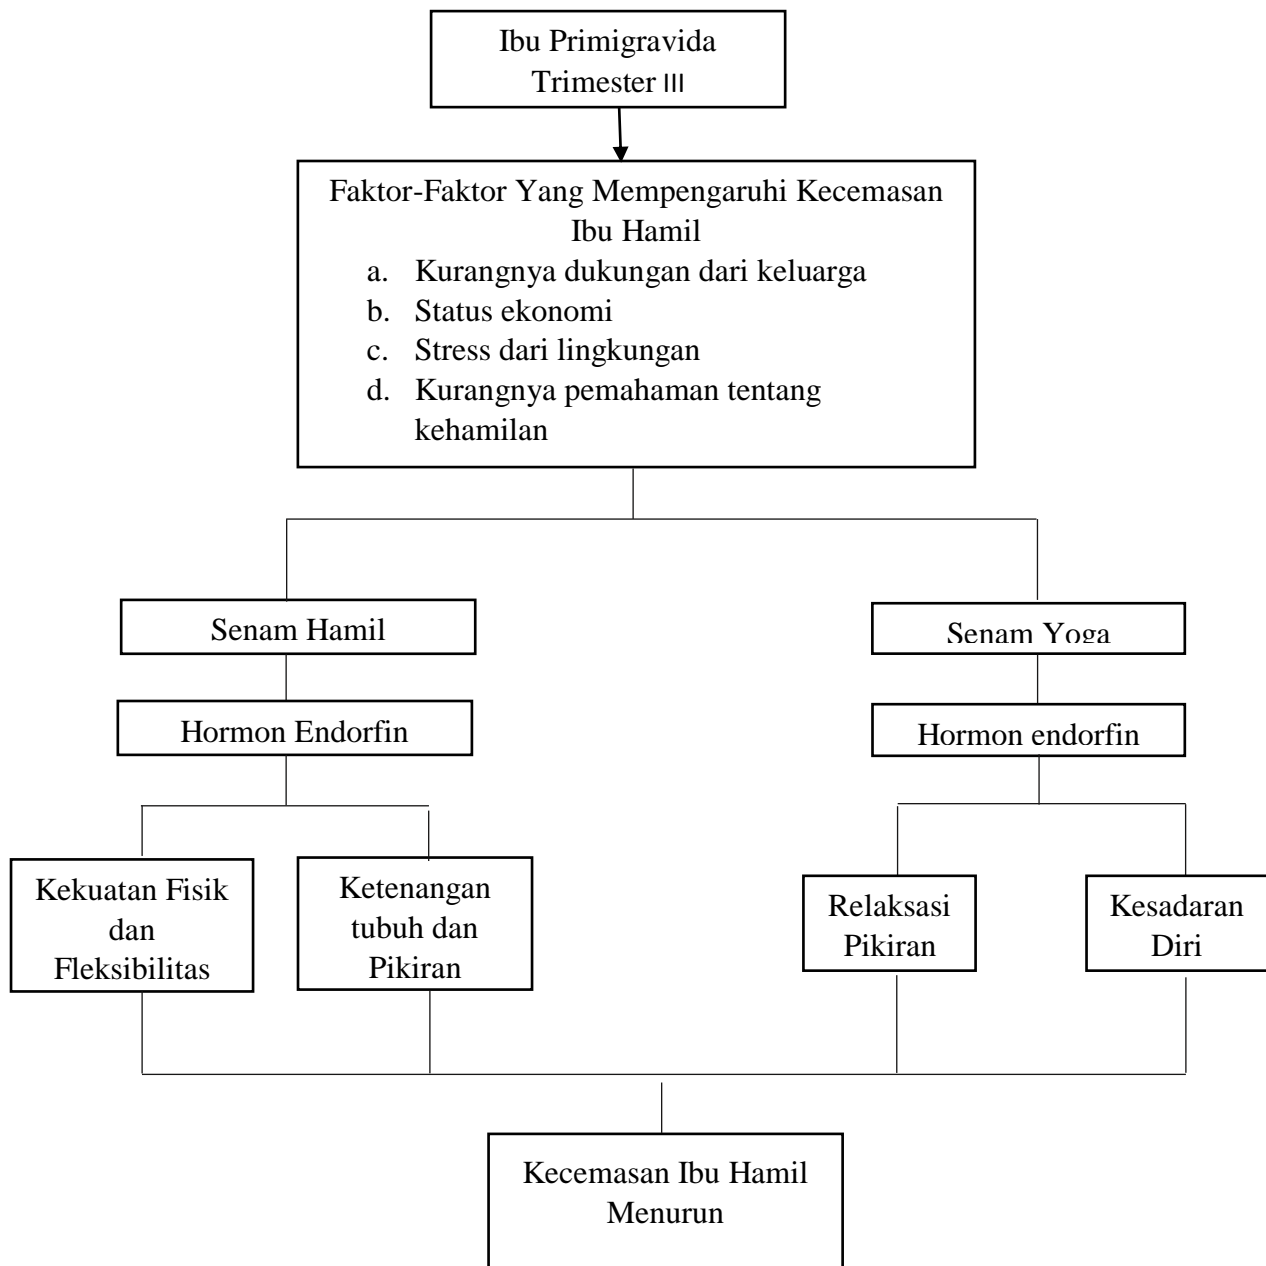 Ibu Primigravida
Trimester III
Faktor-Faktor Yang Mempengaruhi Kecemasan
Ibu Hamil
a. Kurangnya dukungan dari keluarga
b. Status ekonomi
c. Stress dari lingkungan
d. Kurangnya pemahaman tentang
kehamilan
Senam Hamil
Senam Yoga
Hormon Endorfin
Hormon endorfin
Kekuatan Fisik
dan
Fleksibilitas
Ketenangan
tubuh dan
Pikiran
Relaksasi
Pikiran
Kesadaran
Diri
Kecemasan Ibu Hamil
Menurun